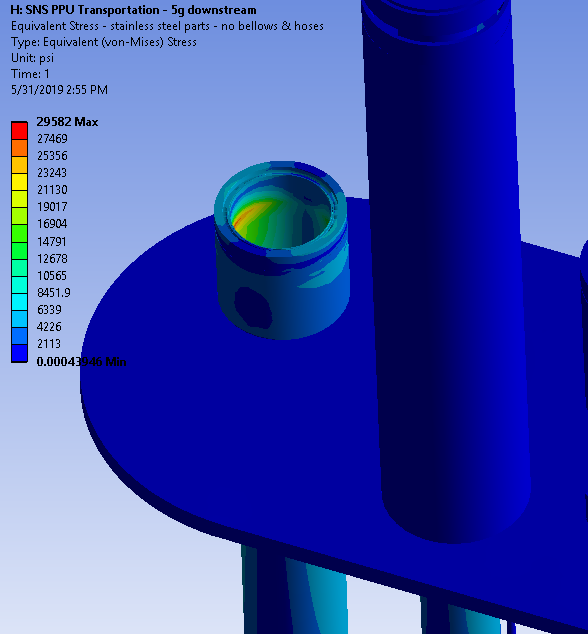 H: SNS PPU Transportation - 5g downstream
Equivalent Stress - stainless steel parts - no bellows & hoses
Type: Equivalent (von-Mises) Stress
Unit: psi
Time: 1
5/31/2019 2:55 PM
29582 Max
27469
25356
23243
21130
19017
16904
14791
12678
10565
8451.9
6339
4226
2113
0.00043946 Min